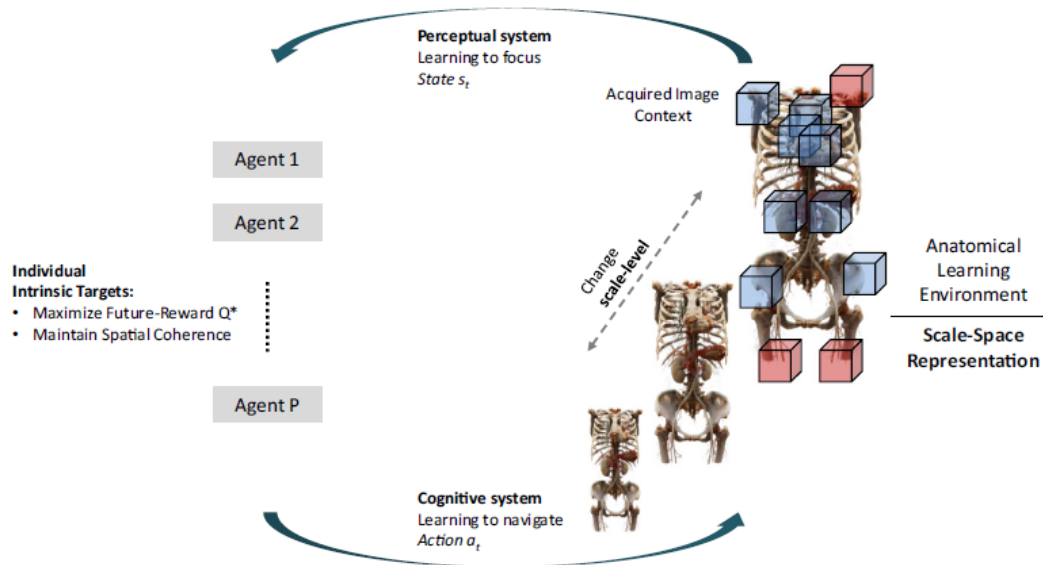 Perceptual system
Learning to focus
State s_t
Acquired Image
Context
Agent 1
Agent 2
Individual
Intrinsic Targets:
• Maximize Future-Reward Q*
• Maintain Spatial Coherence
Agent P
Change
scale-level
Anatomical
Learning
Environment
Scale-Space
Representation
Cognitive system
Learning to navigate
Action a_t